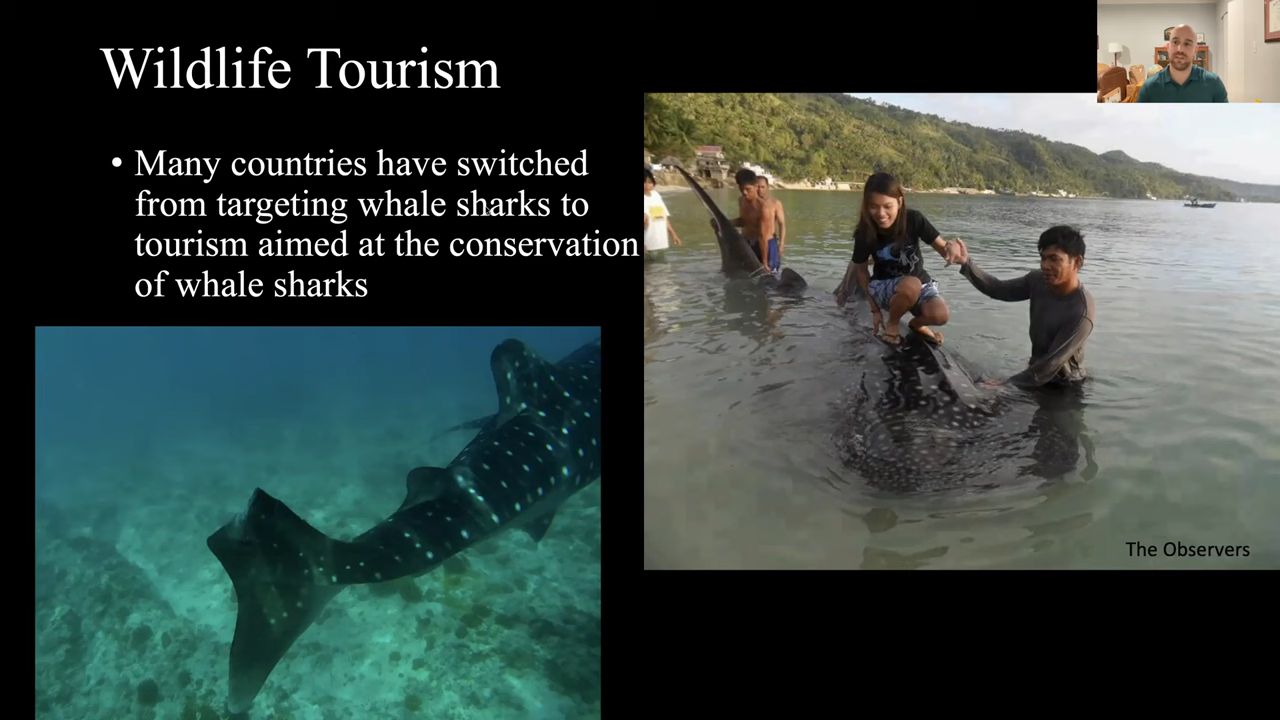 Wildlife Tourism
• Many countries have switched
from targeting whale sharks to
tourism aimed at the conservation
of whale sharks
The Observers